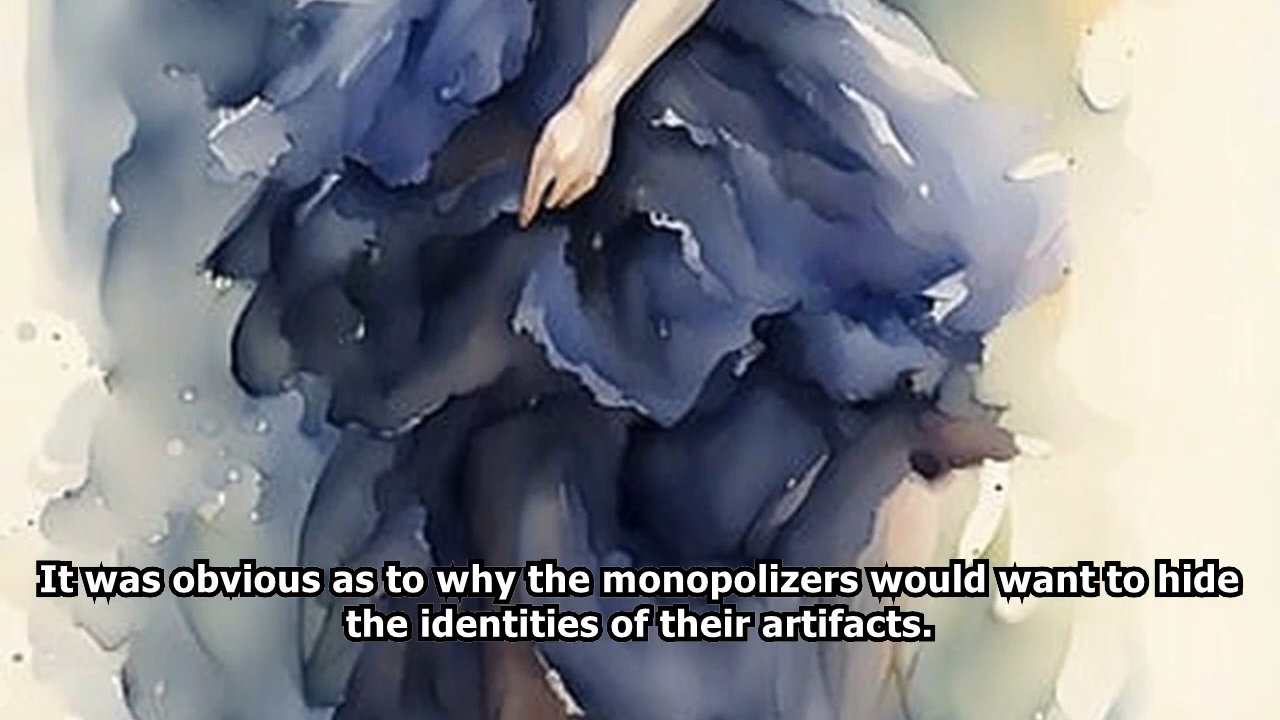 It was obvious as to why the monopolizers would want to hide
the identities of their artifacts.